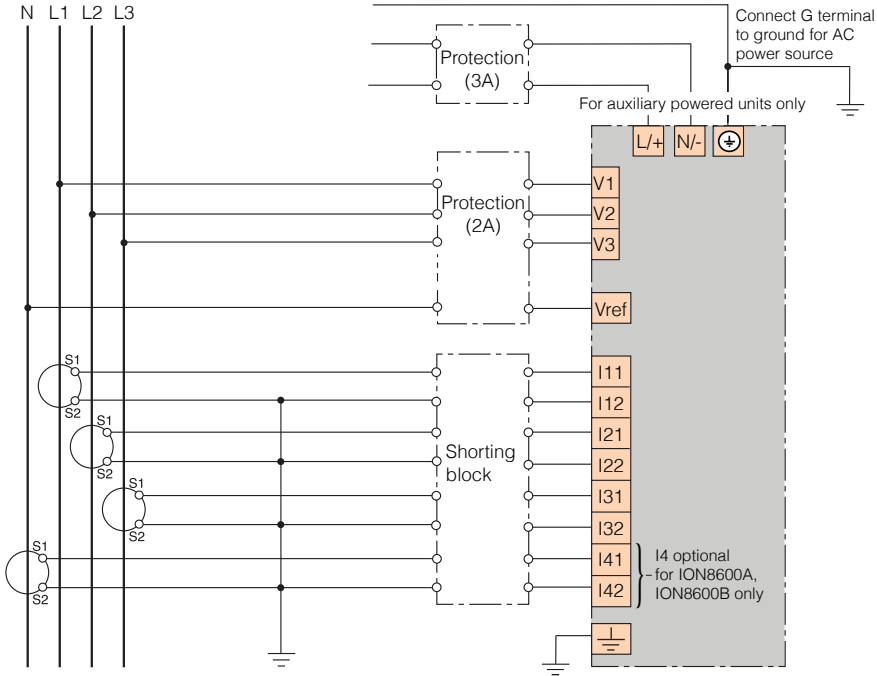 N L1 L2 L3
Connect G terminal
to ground for AC
power source
Protection
(3A)
For auxiliary powered units only
L/+ N/-
V1
Protection
V2
(2A)
V3
Vref
S1
I11
S2
I12
S1
I21
S2
I22
Shorting
block
S1
I31
S2
I32
S1
I41
S2
I42
I4 optional
for ION8600A,
ION8600B only